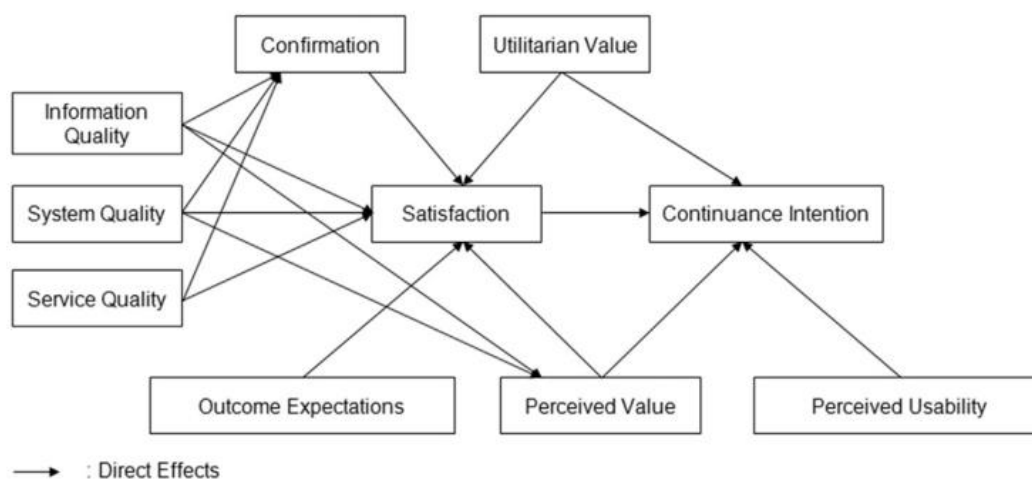 Confirmation
Utilitarian Value
Information
Quality
System Quality
Satisfaction
Continuance Intention
Service Quality
Outcome Expectations
Perceived Value
Perceived Usability
: Direct Effects